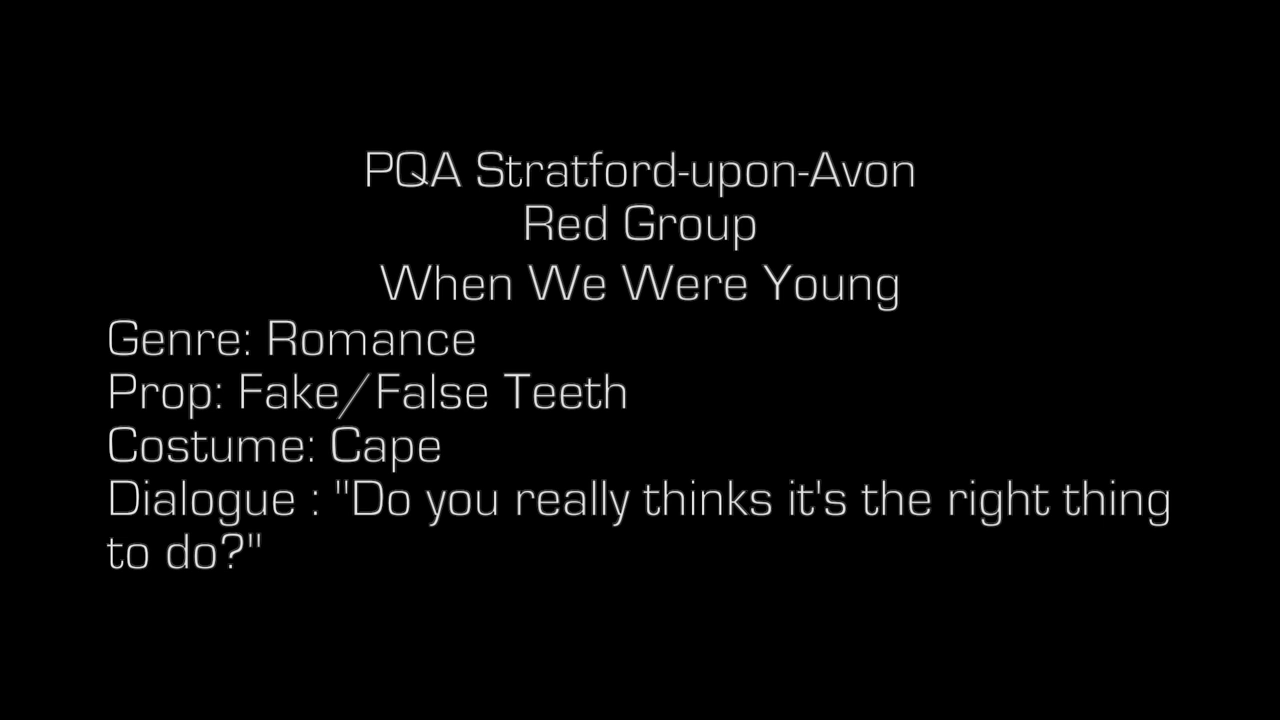 PQA Stratford-upon-Avon
Red Group
When We Were Young
Genre: Romance
Prop: Fake/False Teeth
Costume: Cape
Dialogue : "Do you really thinks it's the right thing
to do?"